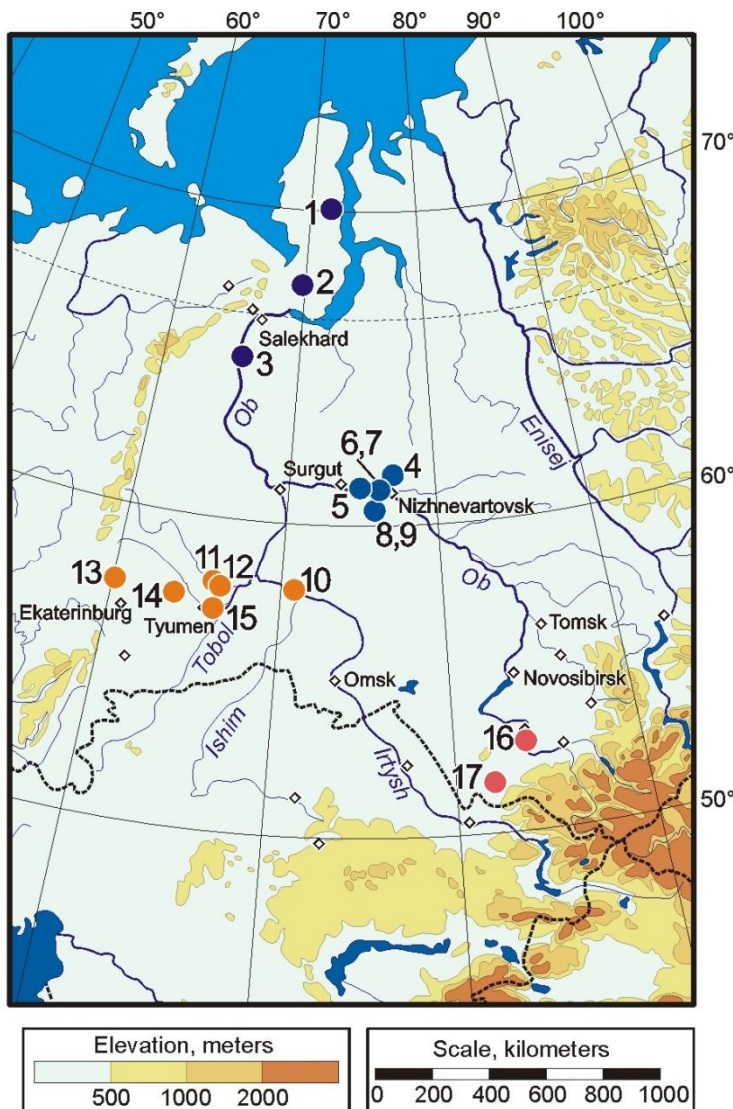 50° 60° 70° 80° 90° 100°
70°
1
2
Salekhard
3
Ob
Enisej
6,7
60°
Surgut
4
5
Nizhnevartovsk
8,9
11
13
12
10
Ob
14
Ekaterinburg
15
Tyumen
Tomsk
Tobol
Omsk
Novosibirsk
Ishim
16
Irtysh
17
50°
Elevation, meters
500 1000 2000
Scale, kilometers
0 200 400 600 800 1000